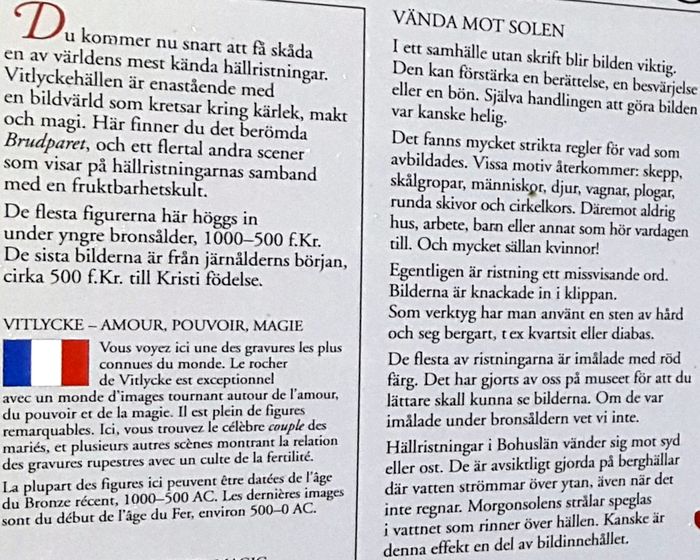 Du kommer nu snart att få skåda
en av världens mest kända hällristningar.
Vitlyckehällen är enastående med
en bildvärld som kretsar kring kärlek, makt
och magi. Här finner du det berömda
Brudparet, och ett flertal andra scener
som visar på hällristningarnas samband
med en fruktbarhetskult.
De flesta figurerna här höggs in
under yngre bronsålder, 1000–500 f.Kr.
De sista bilderna är från järnålderns början,
cirka 500 f.Kr. till Kristi födelse.
VITLYCKE – AMOUR, POUVOIR, MAGIE
Vous voyez ici une des gravures les plus
connues du monde. Le rocher
de Vitlycke est exceptionnel
avec un monde d'images tournant autour de l'amour,
du pouvoir et de la magie. Il est plein de figures
remarquables. Ici, vous trouvez le célèbre couple des
mariés, et plusieurs autres scènes montrant la relation
des gravures rupestres avec un culte de la fertilité.
La plupart des figures ici peuvent être datées de l'âge
du Bronze récent, 1000–500 AC. Les dernières images
sont du début de l'âge du Fer, environ 500–0 AC.
VÄNDA MOT SOLEN
I ett samhälle utan skrift blir bilden viktig.
Den kan förstärka en berättelse, en besvärjelse
eller en bön. Själva handlingen att göra bilden
var kanske helig.
Det fanns mycket strikta regler för vad som
avbildades. Vissa motiv återkommer: skepp,
skålgropar, människor, djur, vagnar, plogar,
runda skivor och cirkelkors. Däremot aldrig
hus, arbete, barn eller annat som hör vardagen
till. Och mycket sällan kvinnor!
Egentligen är ristning ett missvisande ord.
Bilderna är knackade in i klippan.
Som verktyg har man använt en sten av hård
och seg bergart, t ex kvartsit eller diabas.
De flesta av ristningarna är imålade med röd
färg. Det har gjorts av oss på museet för att du
lättare skall kunna se bilderna. Om de var
imålade under bronsåldern vet vi inte.
Hällristningar i Bohuslän vänder sig mot syd
eller ost. De är avsiktligt gjorda på berghällar
där vatten strömmar över ytan, även när det
inte regnar. Morgonsolens strålar speglas
i vattnet som rinner över hällen. Kanske är
denna effekt en del av bildinnehållet.